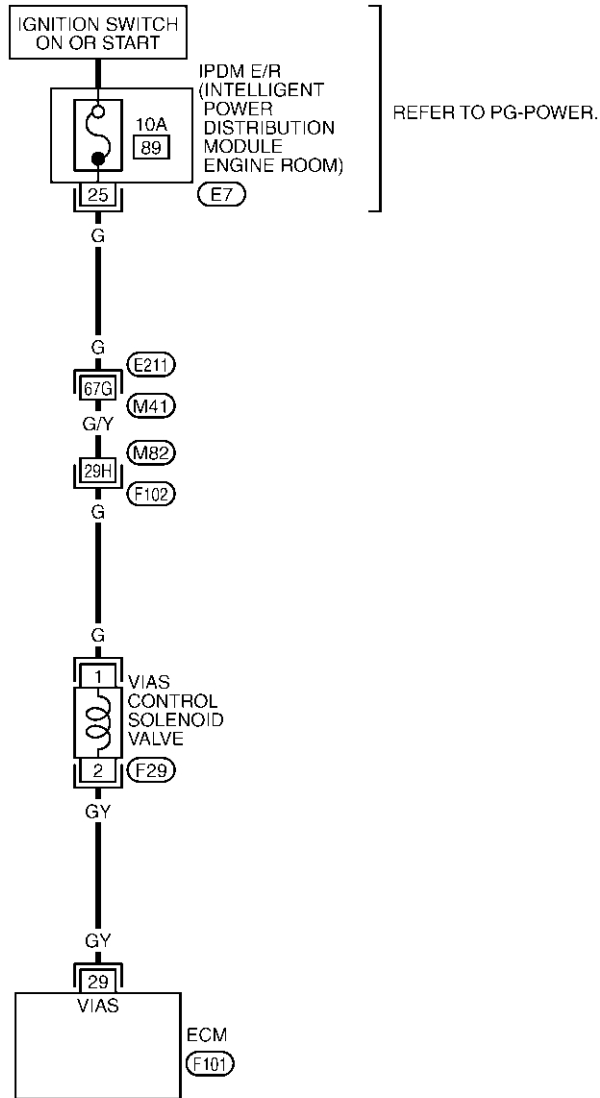 IGNITION SWITCH
ON OR START
IPDM E/R
(INTELLIGENT
POWER
DISTRIBUTION
MODULE
ENGINE ROOM)
REFER TO PG-POWER.
10A
89
25
E7
G
G
E211
67G
M41
G/Y
M82
29H
F102
G
G
1
VIAS
CONTROL
SOLENOID
VALVE
2
F29
GY
GY
29
VIAS
ECM
F101